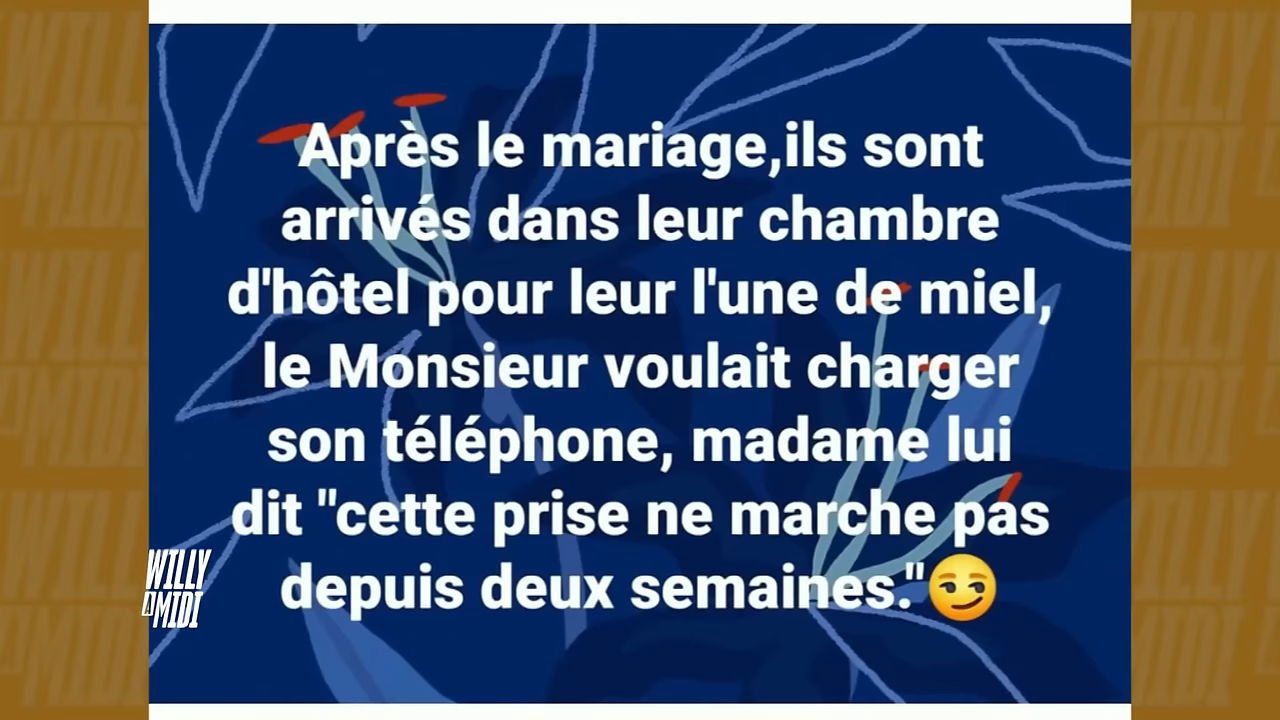 Après le mariage,ils sont
arrivés dans leur chambre
d'hôtel pour leur l'une de miel,
le Monsieur voulait charger
son téléphone, madame lui
dit "cette prise ne marche pas
depuis deux semaines."😏
WILLY
À MIDI